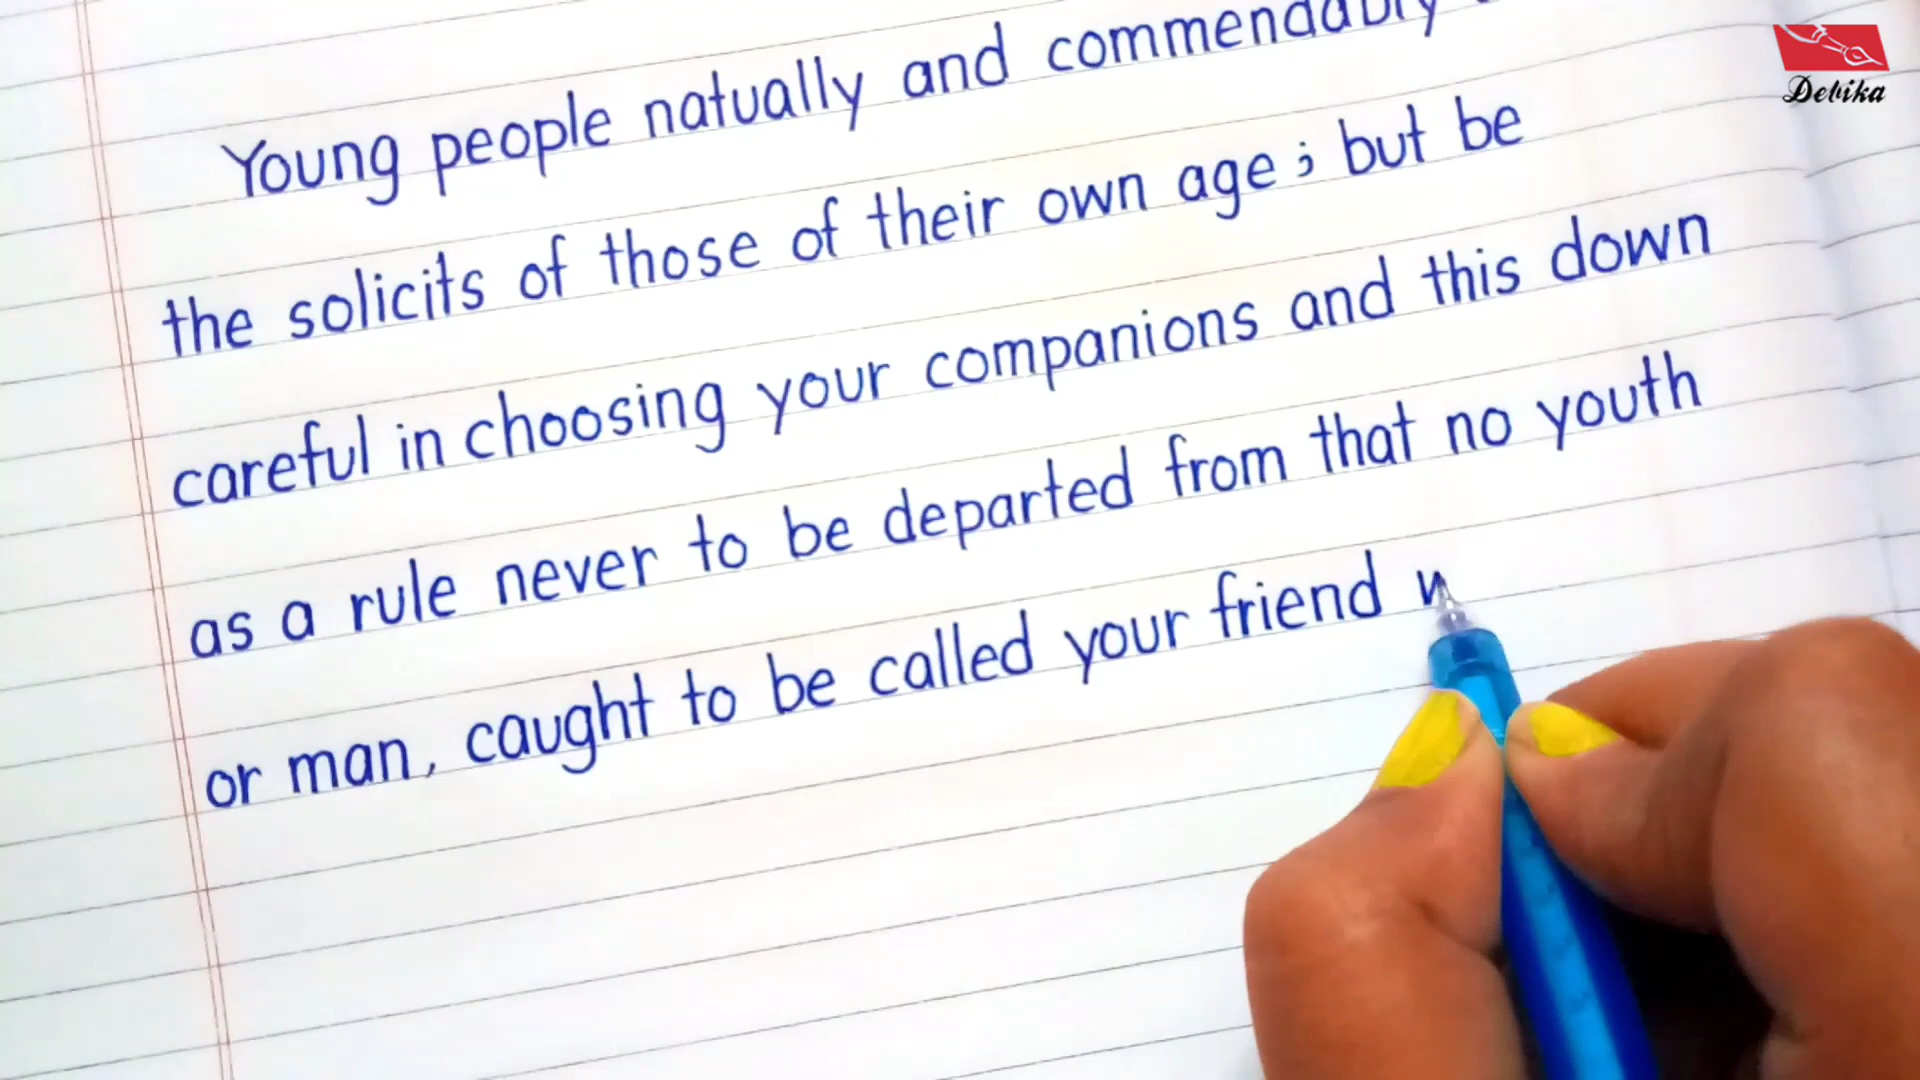 Young people natually and commendably
the solicits of those of their own age; but be
careful in choosing your companions and this down
as a rule never to be departed from that no youth
or man, caught to be called your friend
Debika